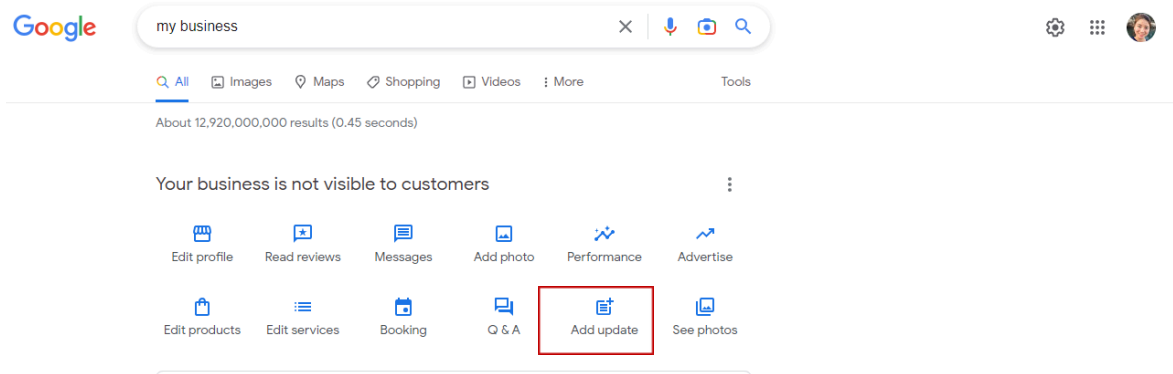 Google my business
All Images Maps Shopping Videos More Tools
About 12,920,000,000 results (0.45 seconds)
Your business is not visible to customers
Edit profile Read reviews Messages Add photo Performance Advertise
Edit products Edit services Booking Q & A Add update See photos